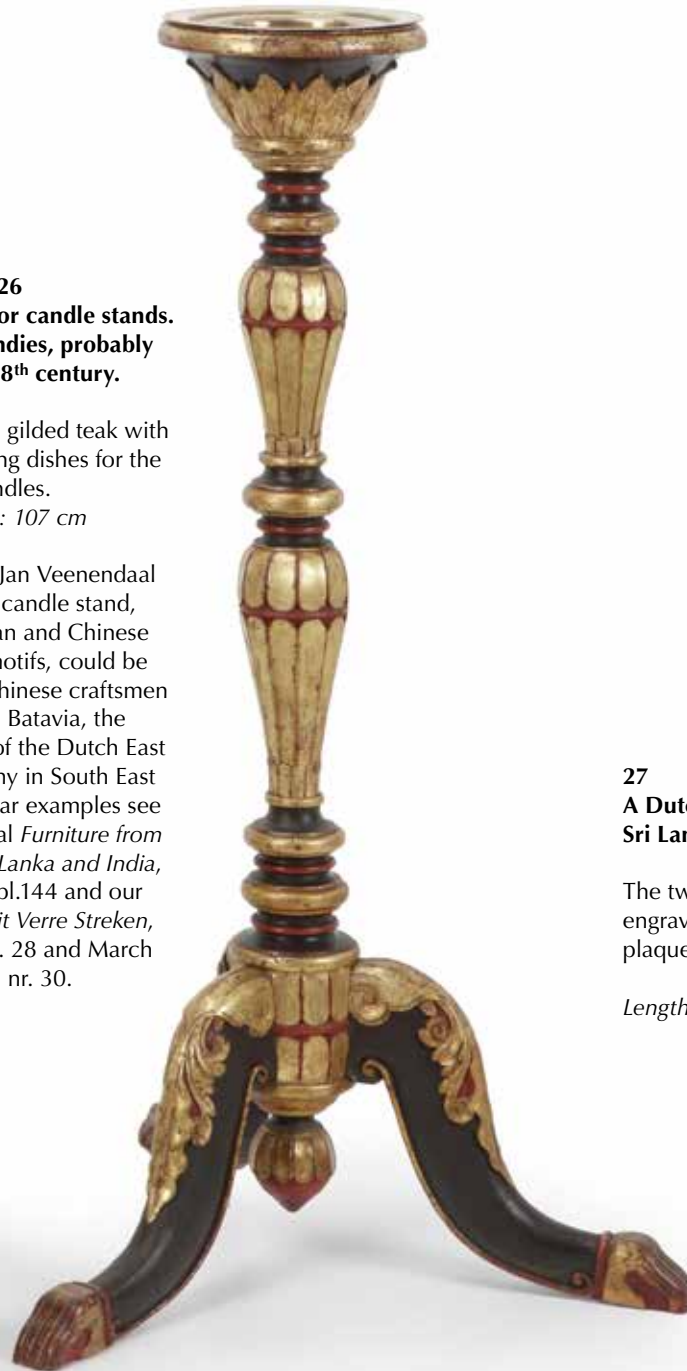 26
or candle stands.
ndies, probably
8th century.
gilded teak with
ng dishes for the
ndles.
: 107 cm
Jan Veenendaal
candle stand,
an and Chinese
notifs, could be
hinese craftsmen
Batavia, the
of the Dutch East
ny in South East
ar examples see
al Furniture from
Lanka and India,
pl.144 and our
it Verre Streken,
. 28 and March
nr. 30.
27
A Dut
Sri Lan
The tw
engrav
plaque
Length